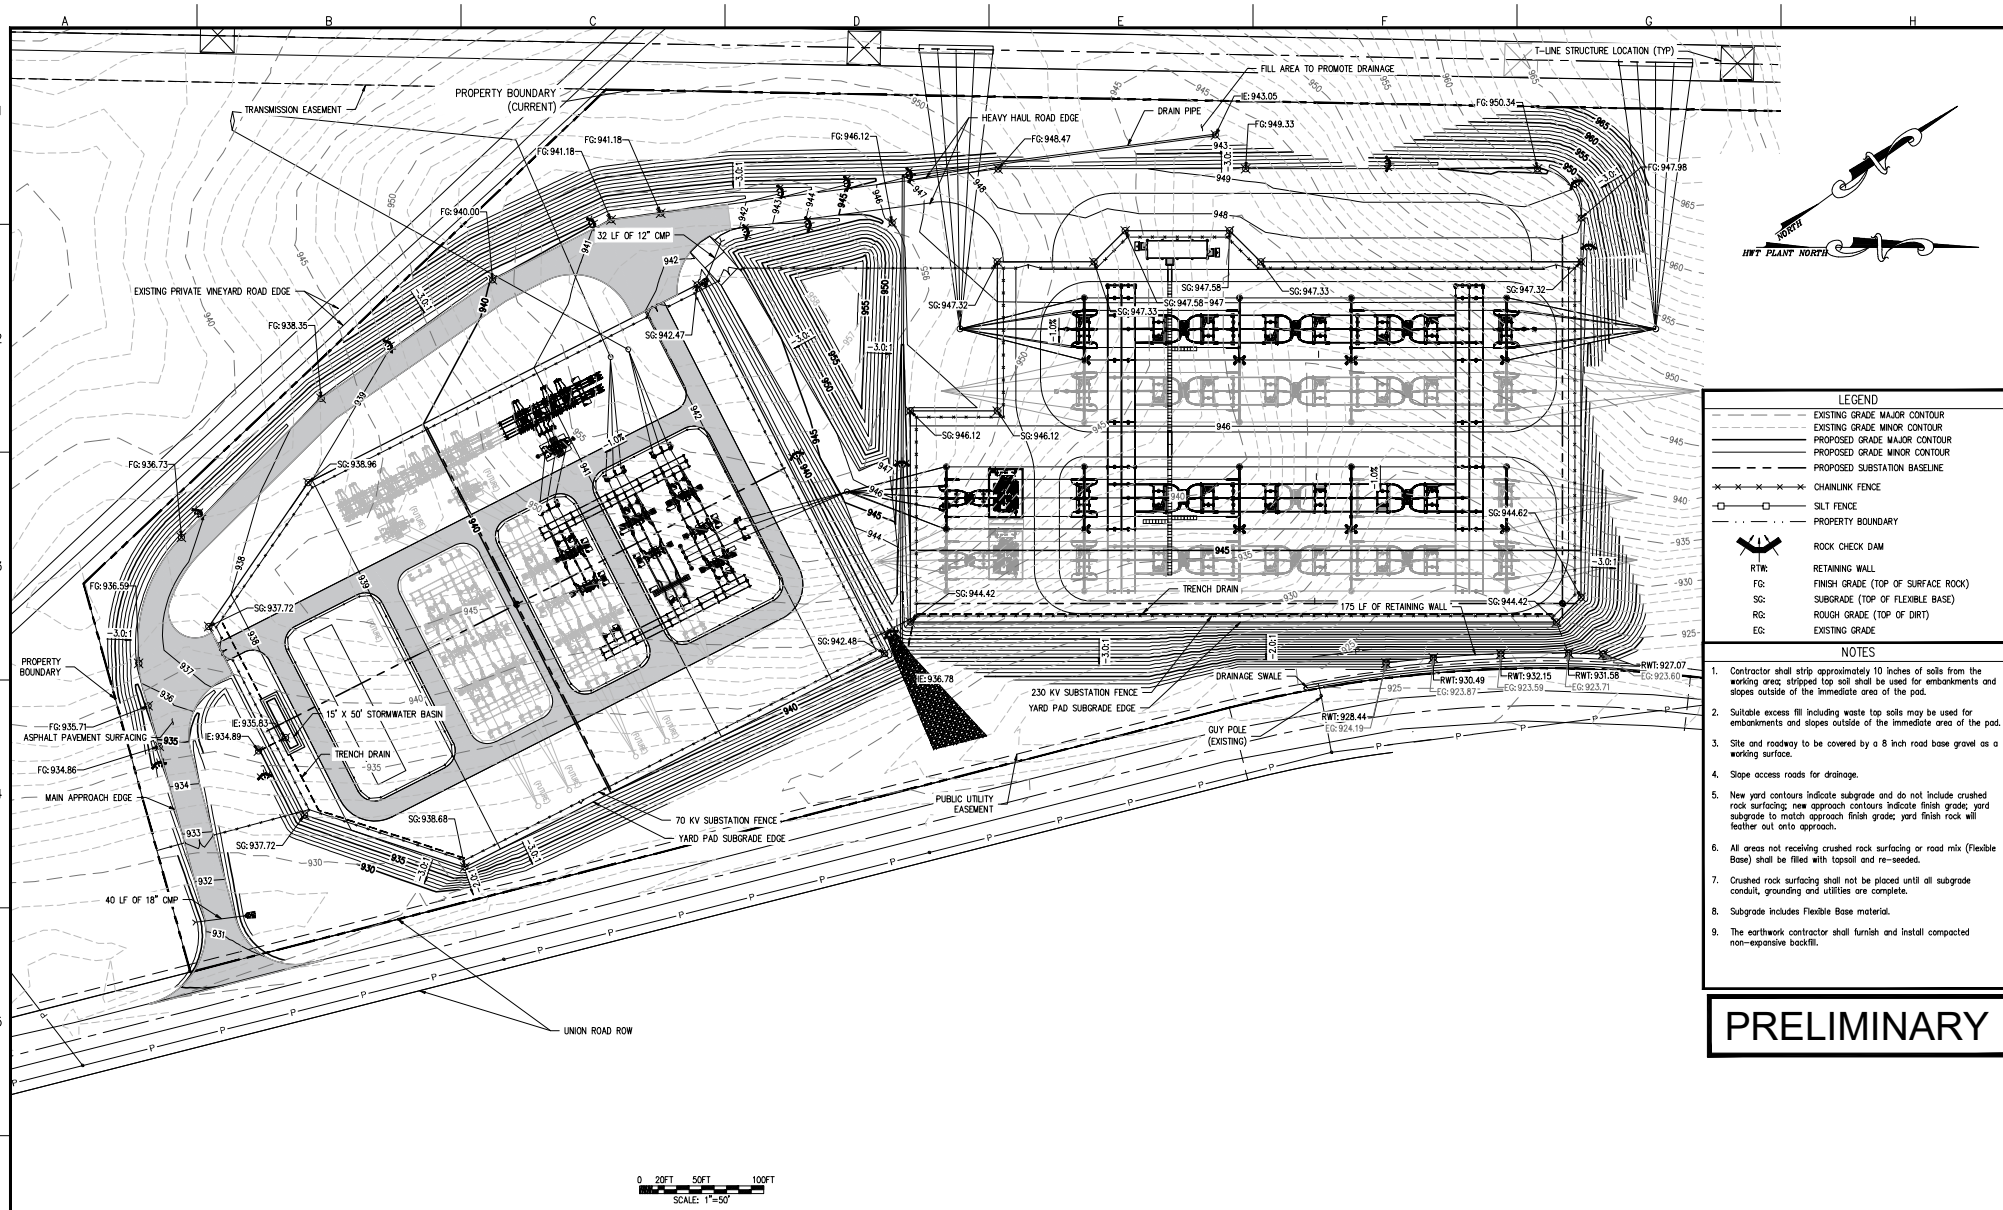 A B C D E F G H
T-LINE STRUCTURE LOCATION (TYP)
FILL AREA TO PROMOTE DRAINAGE
PROPERTY BOUNDARY
(CURRENT)
TRANSMISSION EASEMENT
IE: 943.05
DRAIN PIPE
HEAVY HAUL ROAD EDGE
FG: 950.34
FG: 949.33
FG: 948.47
FG: 946.12
FG: 941.18
FG: 941.18
FG: 947.98
FG: 940.00
32 LF OF 12" CMP
EXISTING PRIVATE VINEYARD ROAD EDGE
FG: 938.35
SG: 942.47
SG: 947.32
SG: 947.58
SG: 947.33
SG: 947.58-947
SG: 947.33
SG: 947.32
SG: 946.12
SG: 946.12
FG: 936.73
SG: 938.96
SG: 944.62
FG: 936.59
SG: 937.72
SG: 944.42
TRENCH DRAIN
175 LF OF RETAINING WALL
SG: 944.42
SG: 942.48
IE: 936.78
PROPERTY
BOUNDARY
230 KV SUBSTATION FENCE
YARD PAD SUBGRADE EDGE
DRAINAGE SWALE
RWT: 930.49
EG: 923.87
RWT: 932.15
EG: 923.59
RWT: 931.58
EG: 923.71
RWT: 927.07
EG: 923.60
RWT: 928.44
EG: 924.19
GUY POLE
(EXISTING)
FG: 935.71
ASPHALT PAVEMENT SURFACING
IE: 935.83
IE: 934.89
15' X 50' STORMWATER BASIN
TRENCH DRAIN
FG: 934.86
MAIN APPROACH EDGE
PUBLIC UTILITY
EASEMENT
SG: 938.68
70 KV SUBSTATION FENCE
YARD PAD SUBGRADE EDGE
SG: 937.72
40 LF OF 18" CMP
UNION ROAD ROW
0 20FT 50FT 100FT
SCALE: 1"=50'
NORTH
HWT PLANT NORTH
LEGEND
EXISTING GRADE MAJOR CONTOUR
EXISTING GRADE MINOR CONTOUR
PROPOSED GRADE MAJOR CONTOUR
PROPOSED GRADE MINOR CONTOUR
PROPOSED SUBSTATION BASELINE
CHAINLINK FENCE
SILT FENCE
PROPERTY BOUNDARY
ROCK CHECK DAM
RTW: RETAINING WALL
FG: FINISH GRADE (TOP OF SURFACE ROCK)
SG: SUBGRADE (TOP OF FLEXIBLE BASE)
RG: ROUGH GRADE (TOP OF DIRT)
EG: EXISTING GRADE
NOTES
1. Contractor shall strip approximately 10 inches of soils from the
working area; stripped top soil shall be used for embankments and
slopes outside of the immediate area of the pad.
2. Suitable excess fill including waste top soils may be used for
embankments and slopes outside of the immediate area of the pad.
3. Site and roadway to be covered by a 8 inch road base gravel as a
working surface.
4. Slope access roads for drainage.
5. New yard contours indicate subgrade and do not include crushed
rock surfacing; new approach contours indicate finish grade; yard
subgrade to match approach finish grade; yard finish rock will
feather out onto approach.
6. All areas not receiving crushed rock surfacing or road mix (Flexible
Base) shall be filled with topsoil and re-seeded.
7. Crushed rock surfacing shall not be placed until all subgrade
conduit, grounding and utilities are complete.
8. Subgrade includes Flexible Base material.
9. The earthwork contractor shall furnish and install compacted
non-expansive backfill.
PRELIMINARY